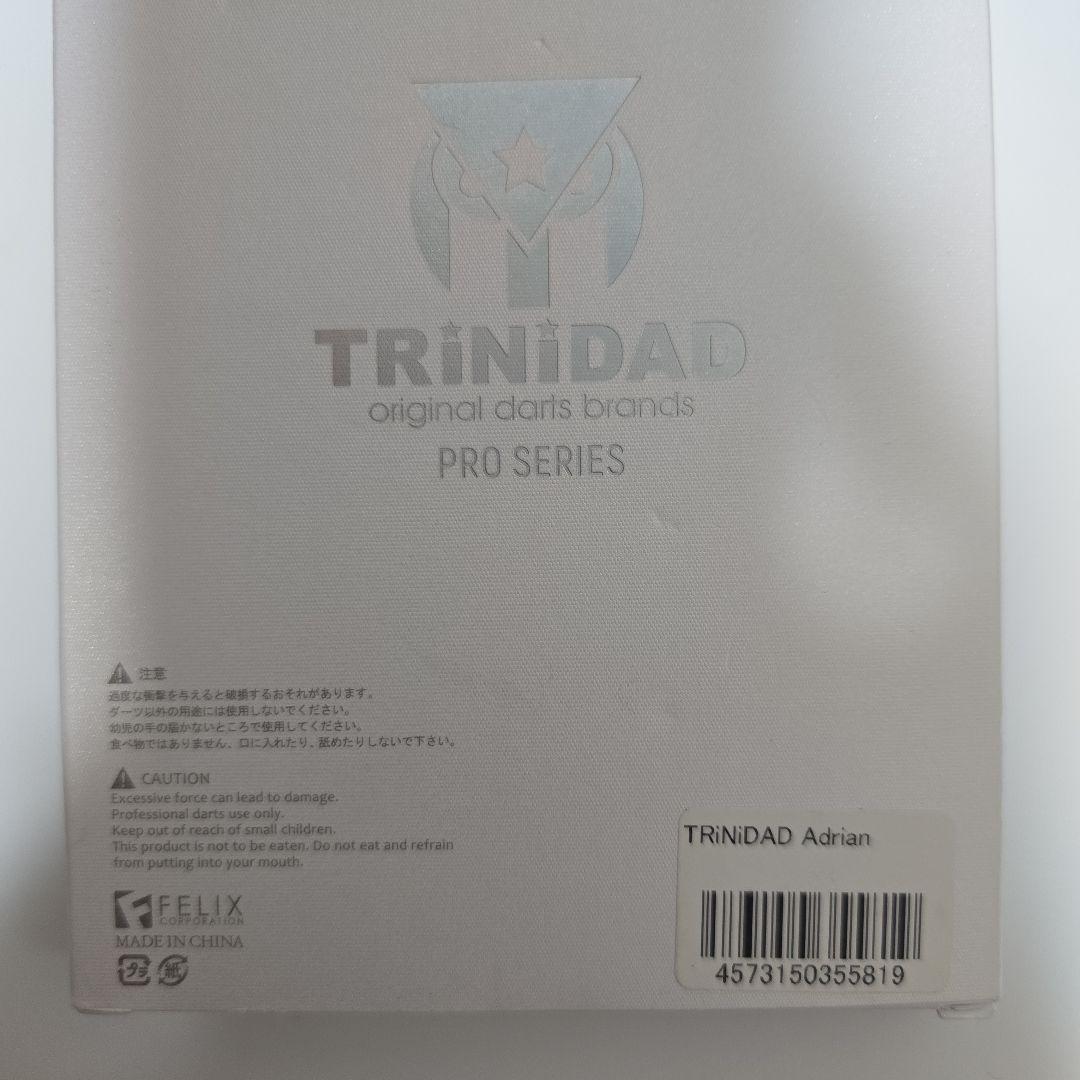 TRiNiDAD
original darts brands
PRO SERIES
注意
過度な衝撃を与えると破損するおそれがあります。
ダーツ以外の用途には使用しないでください。
幼児の手の届かないところで使用してください。
食べ物ではありません、口に入れたり、舐めたりしないで下さい。
CAUTION
Excessive force can lead to damage.
Professional darts use only.
Keep out of reach of small children.
This product is not to be eaten. Do not eat and refrain
from putting into your mouth.
FELIX
CORPORATION
MADE IN CHINA
プラ 紙
TRiNiDAD Adrian
4573150355819